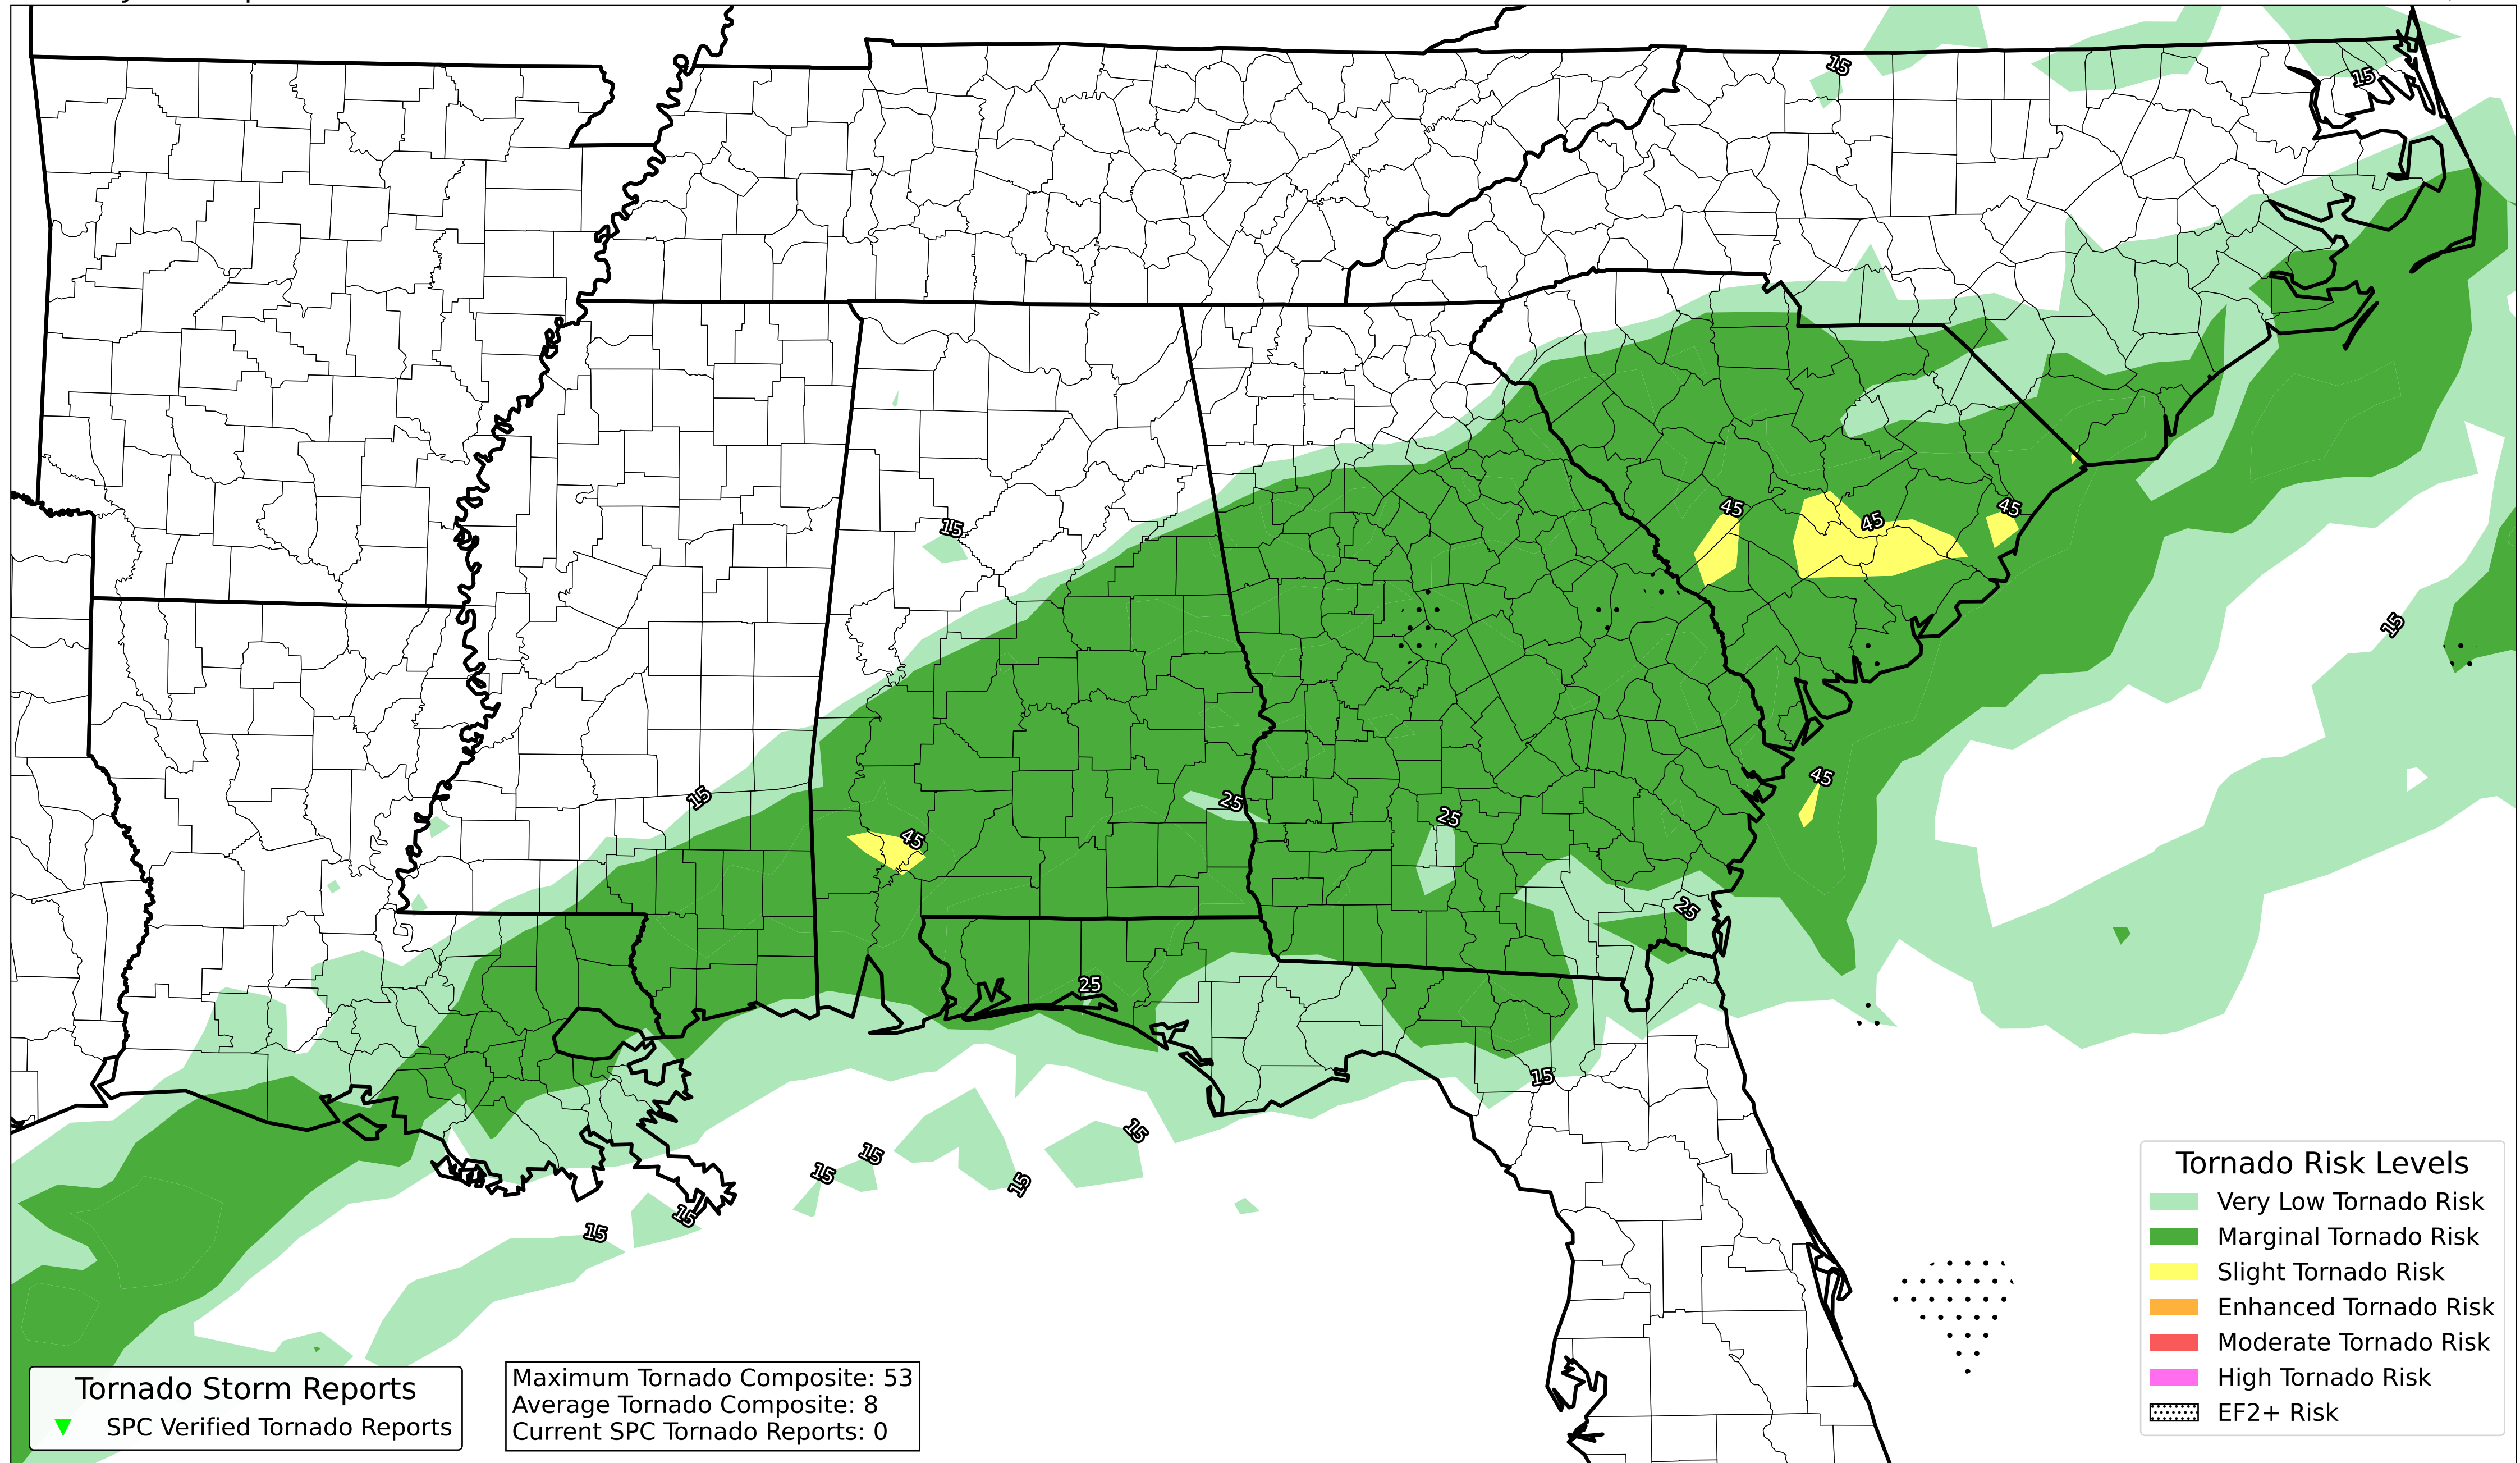 15
15
15
45
45
45
15
45
15
25
25
45
25
25
15
15
15
15
15
15
15
Tornado Risk Levels
Very Low Tornado Risk
Marginal Tornado Risk
Slight Tornado Risk
Enhanced Tornado Risk
Moderate Tornado Risk
High Tornado Risk
EF2+ Risk
Tornado Storm Reports
SPC Verified Tornado Reports
Maximum Tornado Composite: 53
Average Tornado Composite: 8
Current SPC Tornado Reports: 0